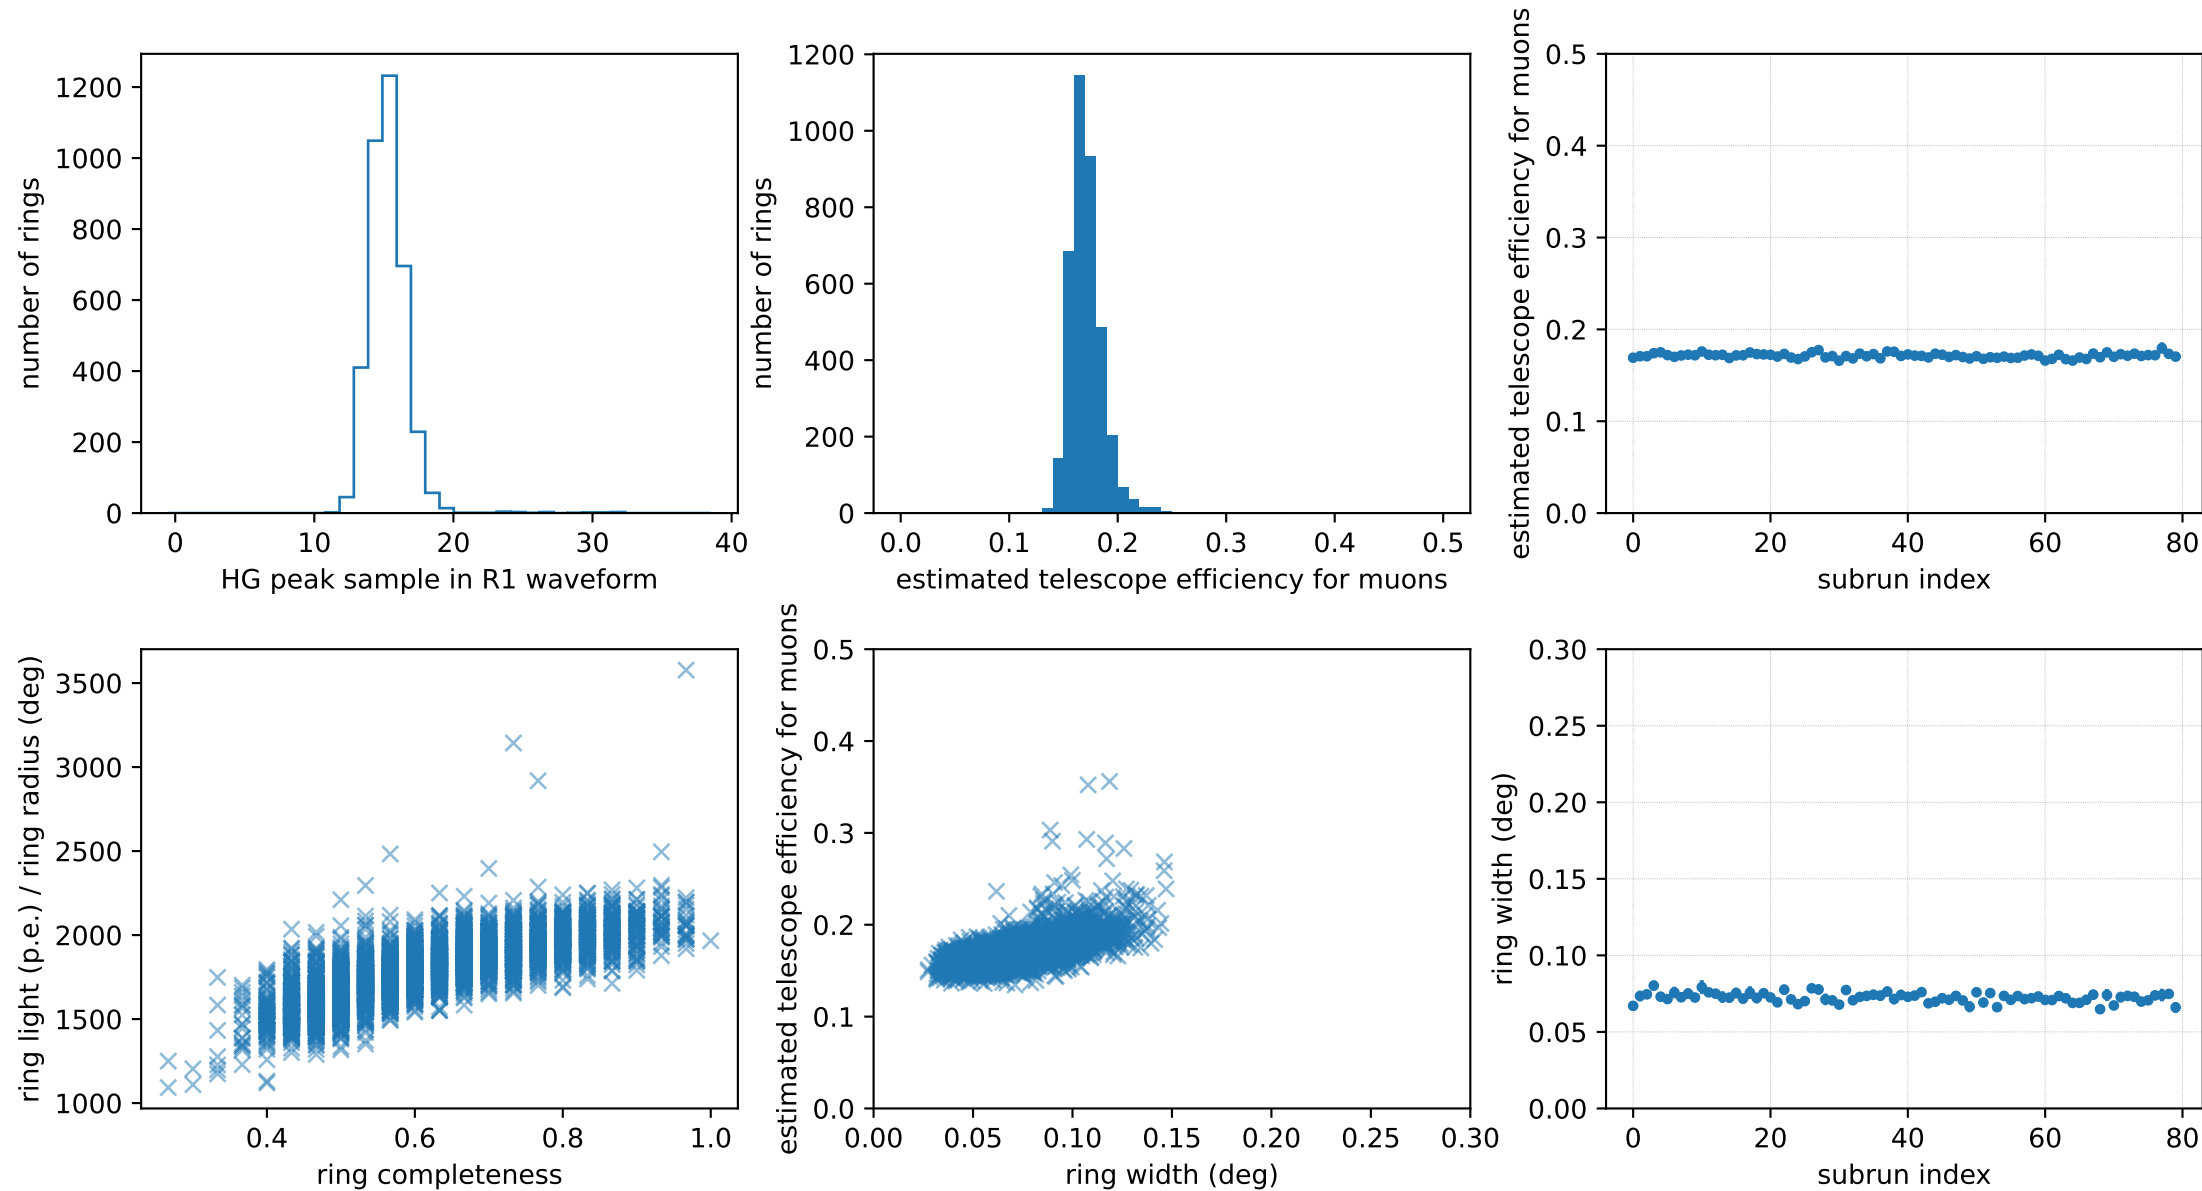 number of rings
1200
1000
800
600
400
200
0
0 10 20 30 40
HG peak sample in R1 waveform
number of rings
1200
1000
800
600
400
200
0
0.0 0.1 0.2 0.3 0.4 0.5
estimated telescope efficiency for muons
estimated telescope efficiency for muons
0.5
0.4
0.3
0.2
0.1
0.0
0 20 40 60 80
subrun index
ring light (p.e.) / ring radius (deg)
3500
3000
2500
2000
1500
1000
0.4 0.6 0.8 1.0
ring completeness
estimated telescope efficiency for muons
0.5
0.4
0.3
0.2
0.1
0.0
0.00 0.05 0.10 0.15 0.20 0.25 0.30
ring width (deg)
ring width (deg)
0.30
0.25
0.20
0.15
0.10
0.05
0.00
0 20 40 60 80
subrun index